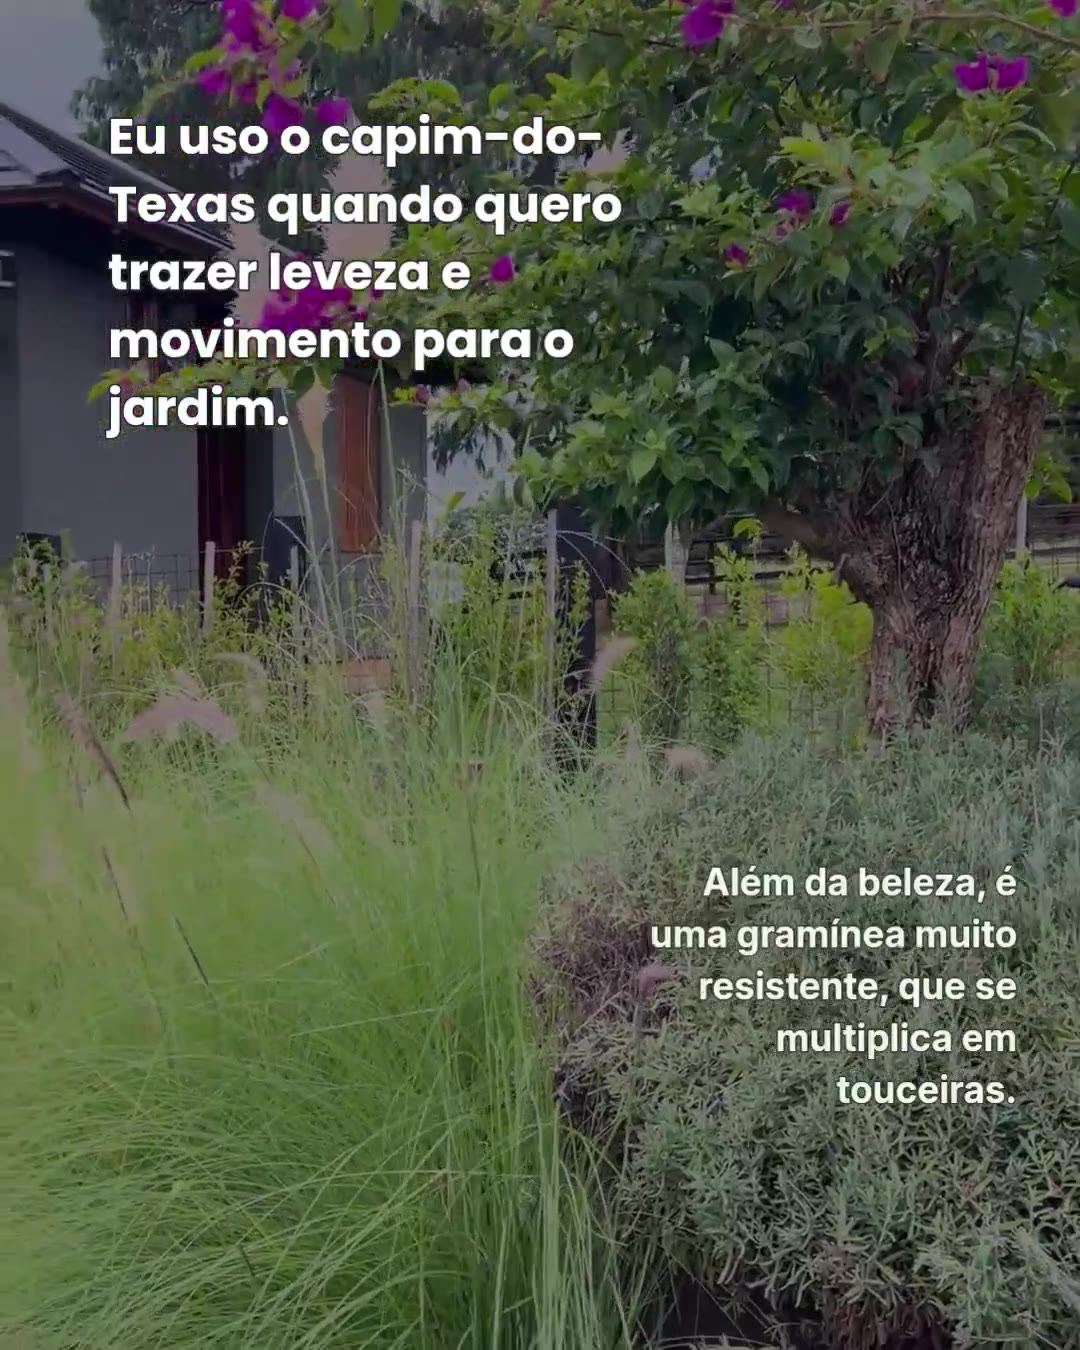 Eu uso o capim-do-
Texas quando quero
trazer leveza e
movimento para o
jardim.
Além da beleza, é
uma gramínea muito
resistente, que se
multiplica em
touceiras.